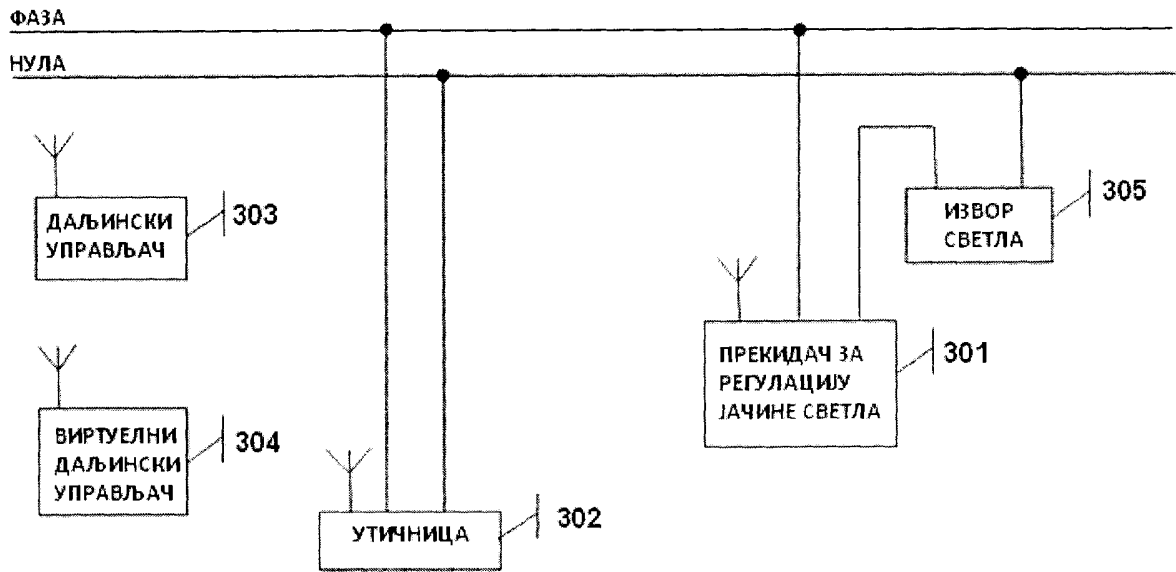 ФАЗА
НУЛА
ДАЉИНСКИ
УПРАВЉАЧ
303
ИЗВОР
СВЕТЛА
305
ПРЕКИДАЧ ЗА
РЕГУЛАЦИЈУ
ЈАЧИНЕ СВЕТЛА
301
ВИРТУЕЛНИ
ДАЉИНСКИ
УПРАВЉАЧ
304
УТИЧНИЦА
302